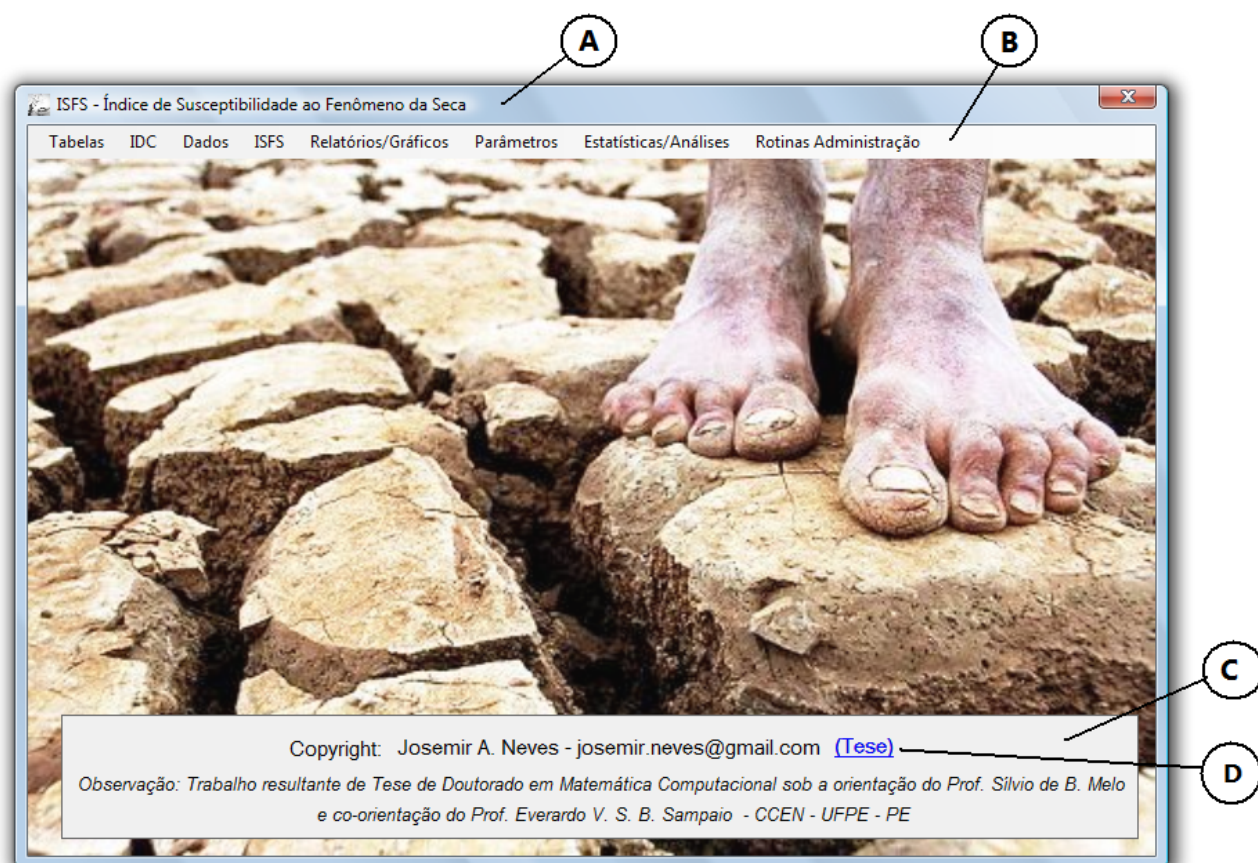 A
B
ISFS - Índice de Susceptibilidade ao Fenômeno da Seca
X
Tabelas IDC Dados ISFS Relatórios/Gráficos Parâmetros Estatísticas/Análises Rotinas Administração
C
Copyright: Josemir A. Neves - josemir.neves@gmail.com (Tese)
D
Observação: Trabalho resultante de Tese de Doutorado em Matemática Computacional sob a orientação do Prof. Silvio de B. Melo
e co-orientação do Prof. Everardo V. S. B. Sampaio - CCEN - UFPE - PE